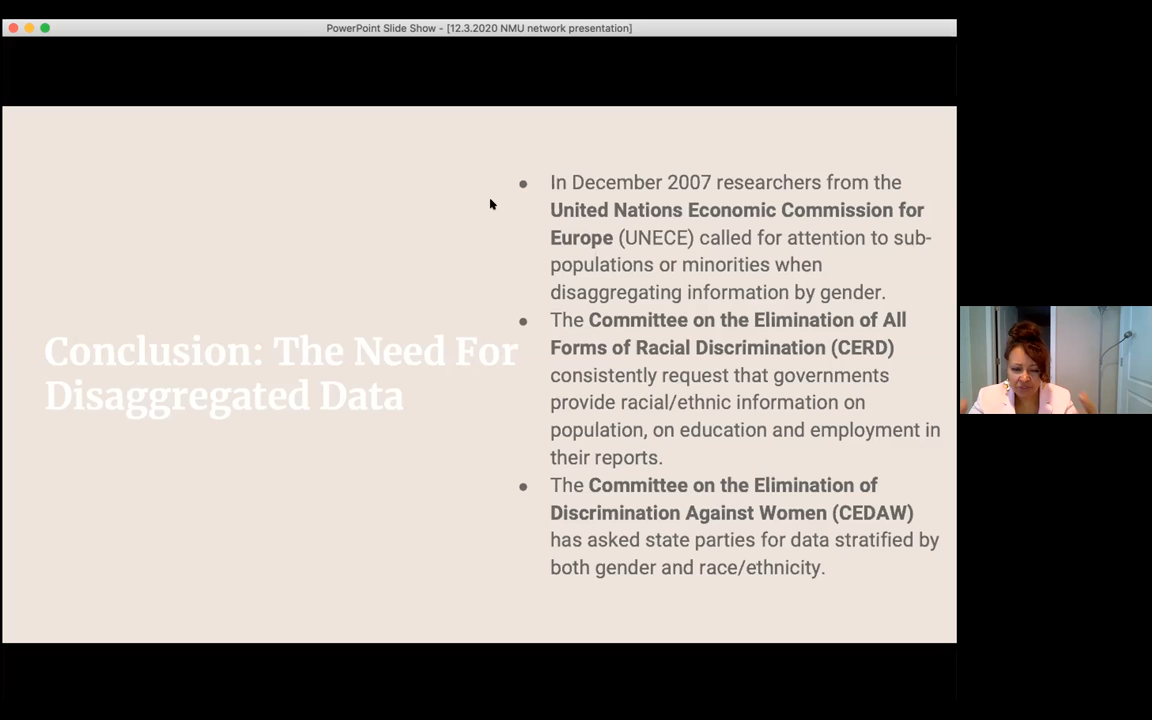 PowerPoint Slide Show - [12.3.2020 NMU network presentation]
Conclusion: The Need For
Disaggregated Data
● In December 2007 researchers from the
United Nations Economic Commission for
Europe (UNECE) called for attention to sub-
populations or minorities when
disaggregating information by gender.
● The Committee on the Elimination of All
Forms of Racial Discrimination (CERD)
consistently request that governments
provide racial/ethnic information on
population, on education and employment in
their reports.
● The Committee on the Elimination of
Discrimination Against Women (CEDAW)
has asked state parties for data stratified by
both gender and race/ethnicity.